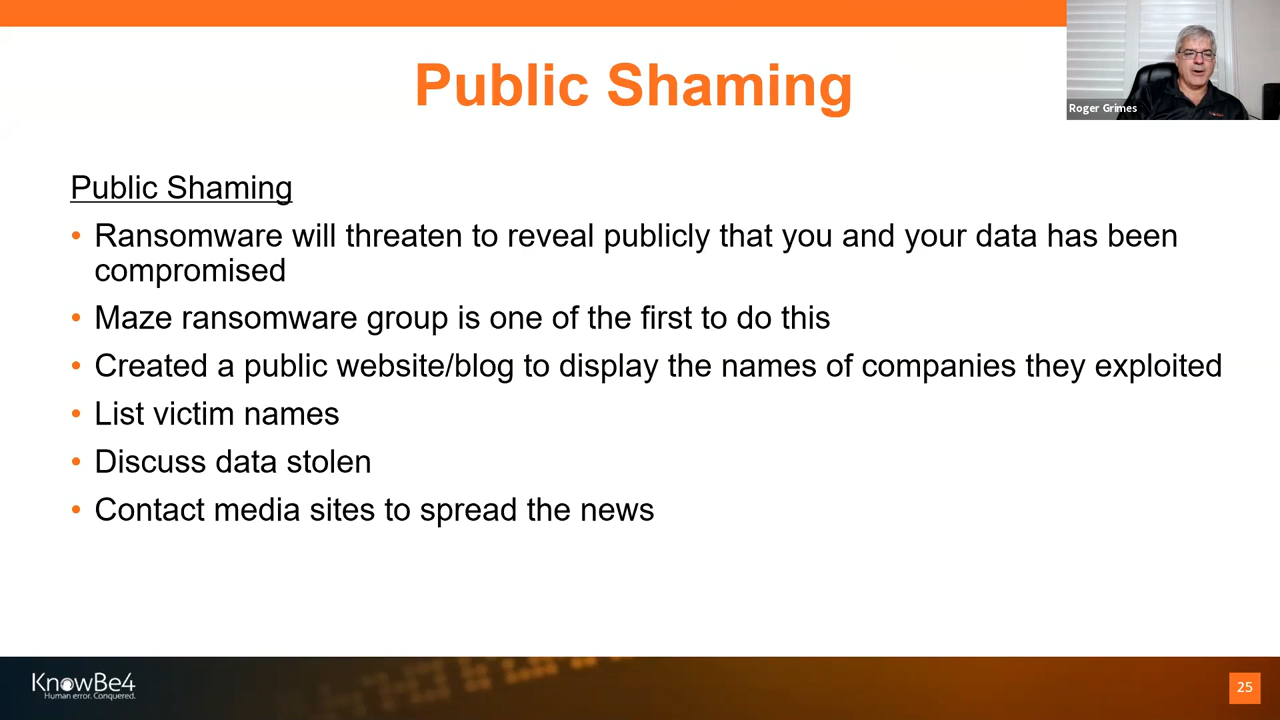 Public Shaming
Roger Grimes
Public Shaming
• Ransomware will threaten to reveal publicly that you and your data has been
compromised
• Maze ransomware group is one of the first to do this
• Created a public website/blog to display the names of companies they exploited
• List victim names
• Discuss data stolen
• Contact media sites to spread the news
KnowBe4
Human error. Conquered.
25